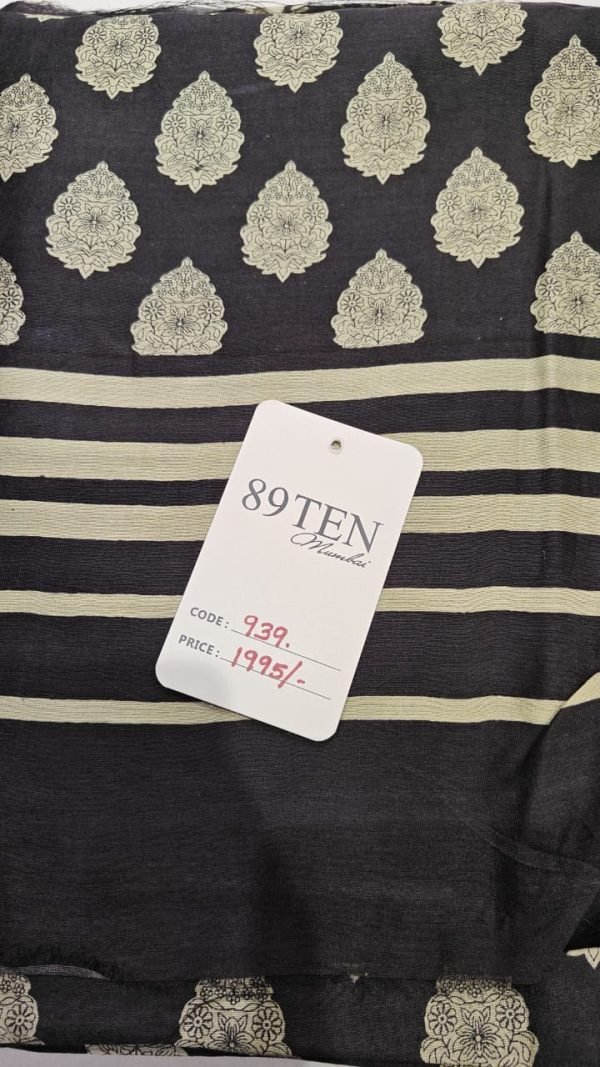 89 TEN
Mumbai
CODE: 939.
PRICE: 1995/-